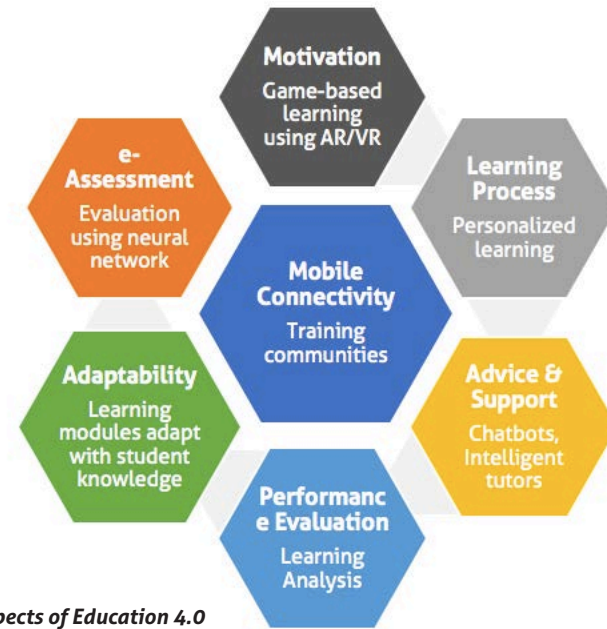 Motivation
Game-based
learning
using AR/VR
Learning
Process
Personalized
learning
e-
Assessment
Evaluation
using neural
network
Mobile
Connectivity
Training
communities
Adaptability
Learning
modules adapt
with student
knowledge
Advice &
Support
Chatbots,
Intelligent
tutors
Performanc
e Evaluation
Learning
Analysis
pects of Education 4.0